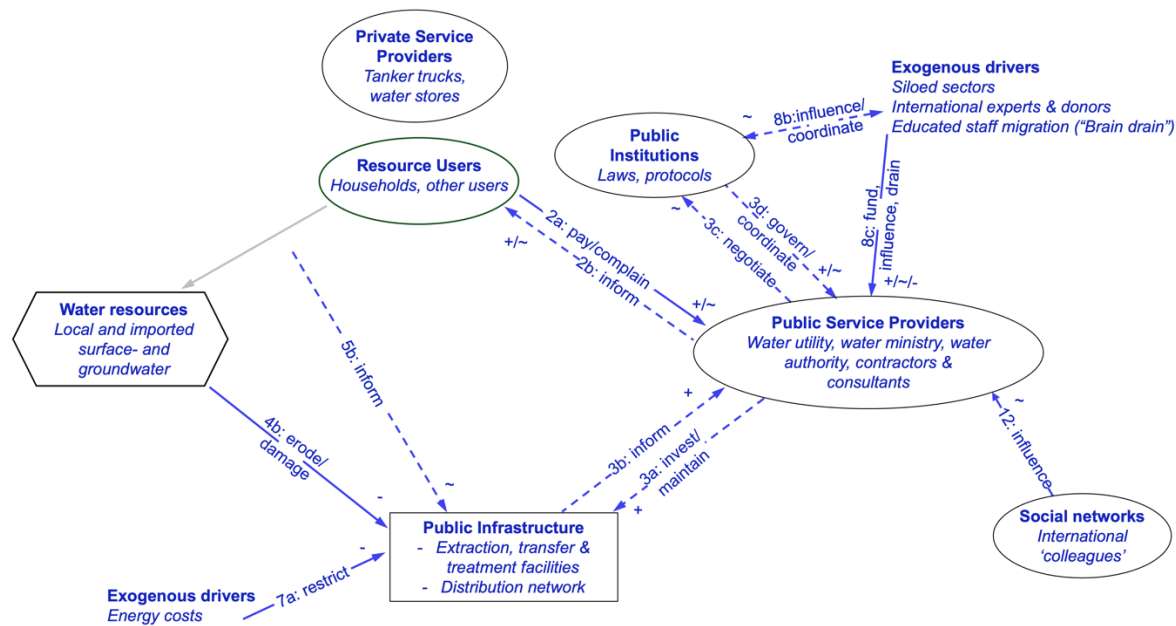 Private Service
Providers
Tanker trucks,
water stores
Exogenous drivers
Siloed sectors
International experts & donors
Educated staff migration (“Brain drain”)
~
8b:influence/
coordinate
Public
Institutions
Laws, protocols
Resource Users
Households, other users
2a: pay/complain
+/~
2b: inform
+/~
~
3c: negotiate
3d: govern/
coordinate
+/~
8c: fund,
influence, drain
+/~/-
Water resources
Local and imported
surface- and
groundwater
Public Service Providers
Water utility, water ministry, water
authority, contractors &
consultants
5b: inform
~
4b: erode/
damage
-
3b: inform
+
3a: invest/
maintain
+
~
12: influence
Social networks
International
‘colleagues’
Public Infrastructure
- Extraction, transfer &
treatment facilities
- Distribution network
Exogenous drivers
Energy costs
7a: restrict
-